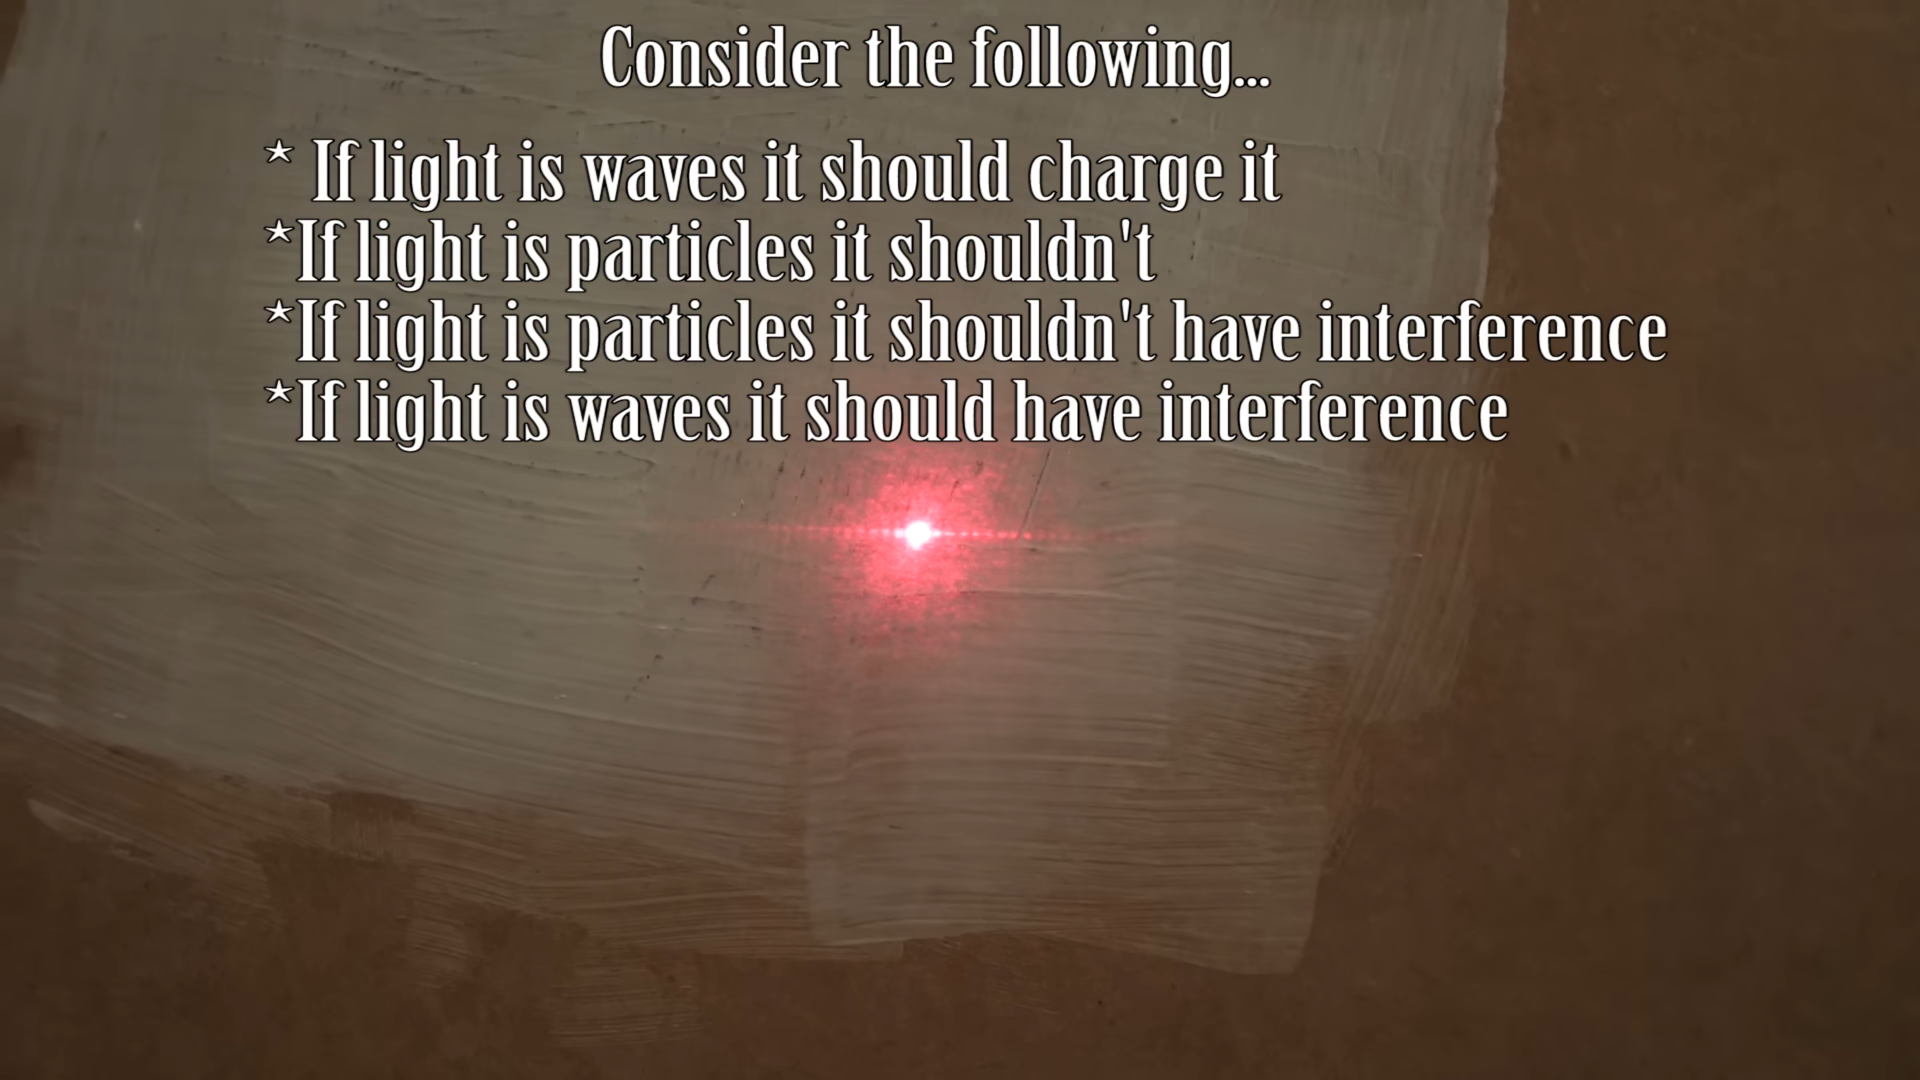 Consider the following...
* If light is waves it should charge it
*If light is particles it shouldn't
*If light is particles it shouldn't have interference
*If light is waves it should have interference